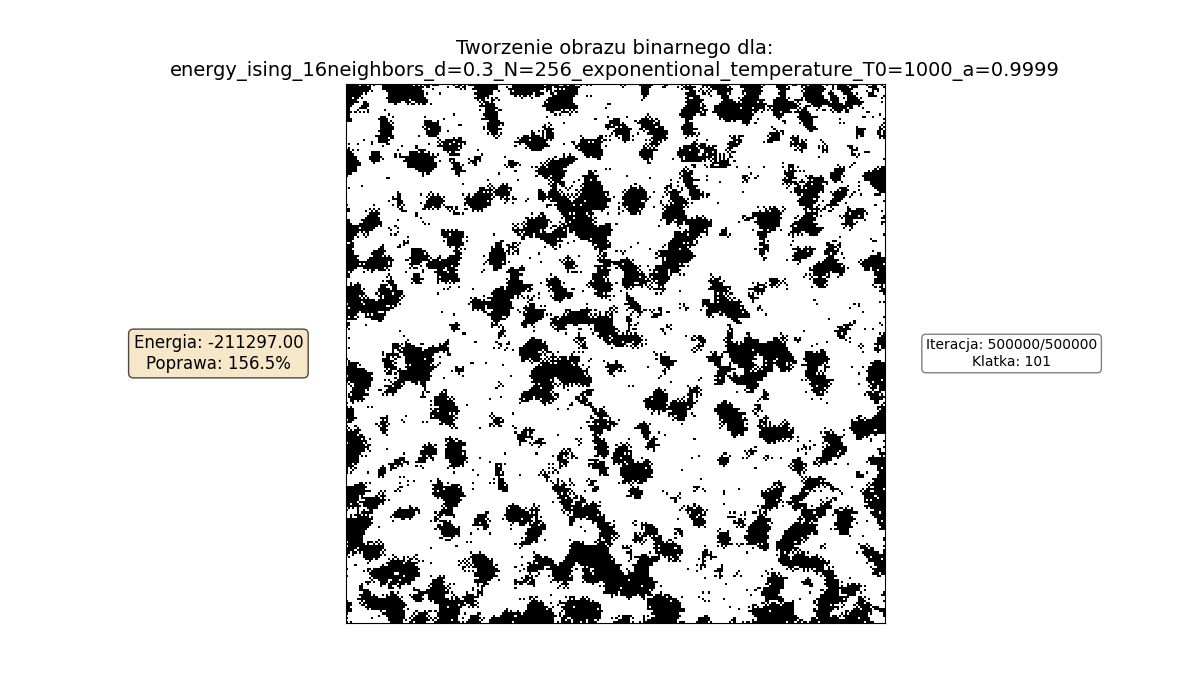 Tworzenie obrazu binarnego dla:
energy_ising_16neighbors_d=0.3_N=256_exponentional_temperature_T0=1000_a=0.9999
Energia: -211297.00
Poprawa: 156.5%
Iteracja: 500000/500000
Klatka: 101